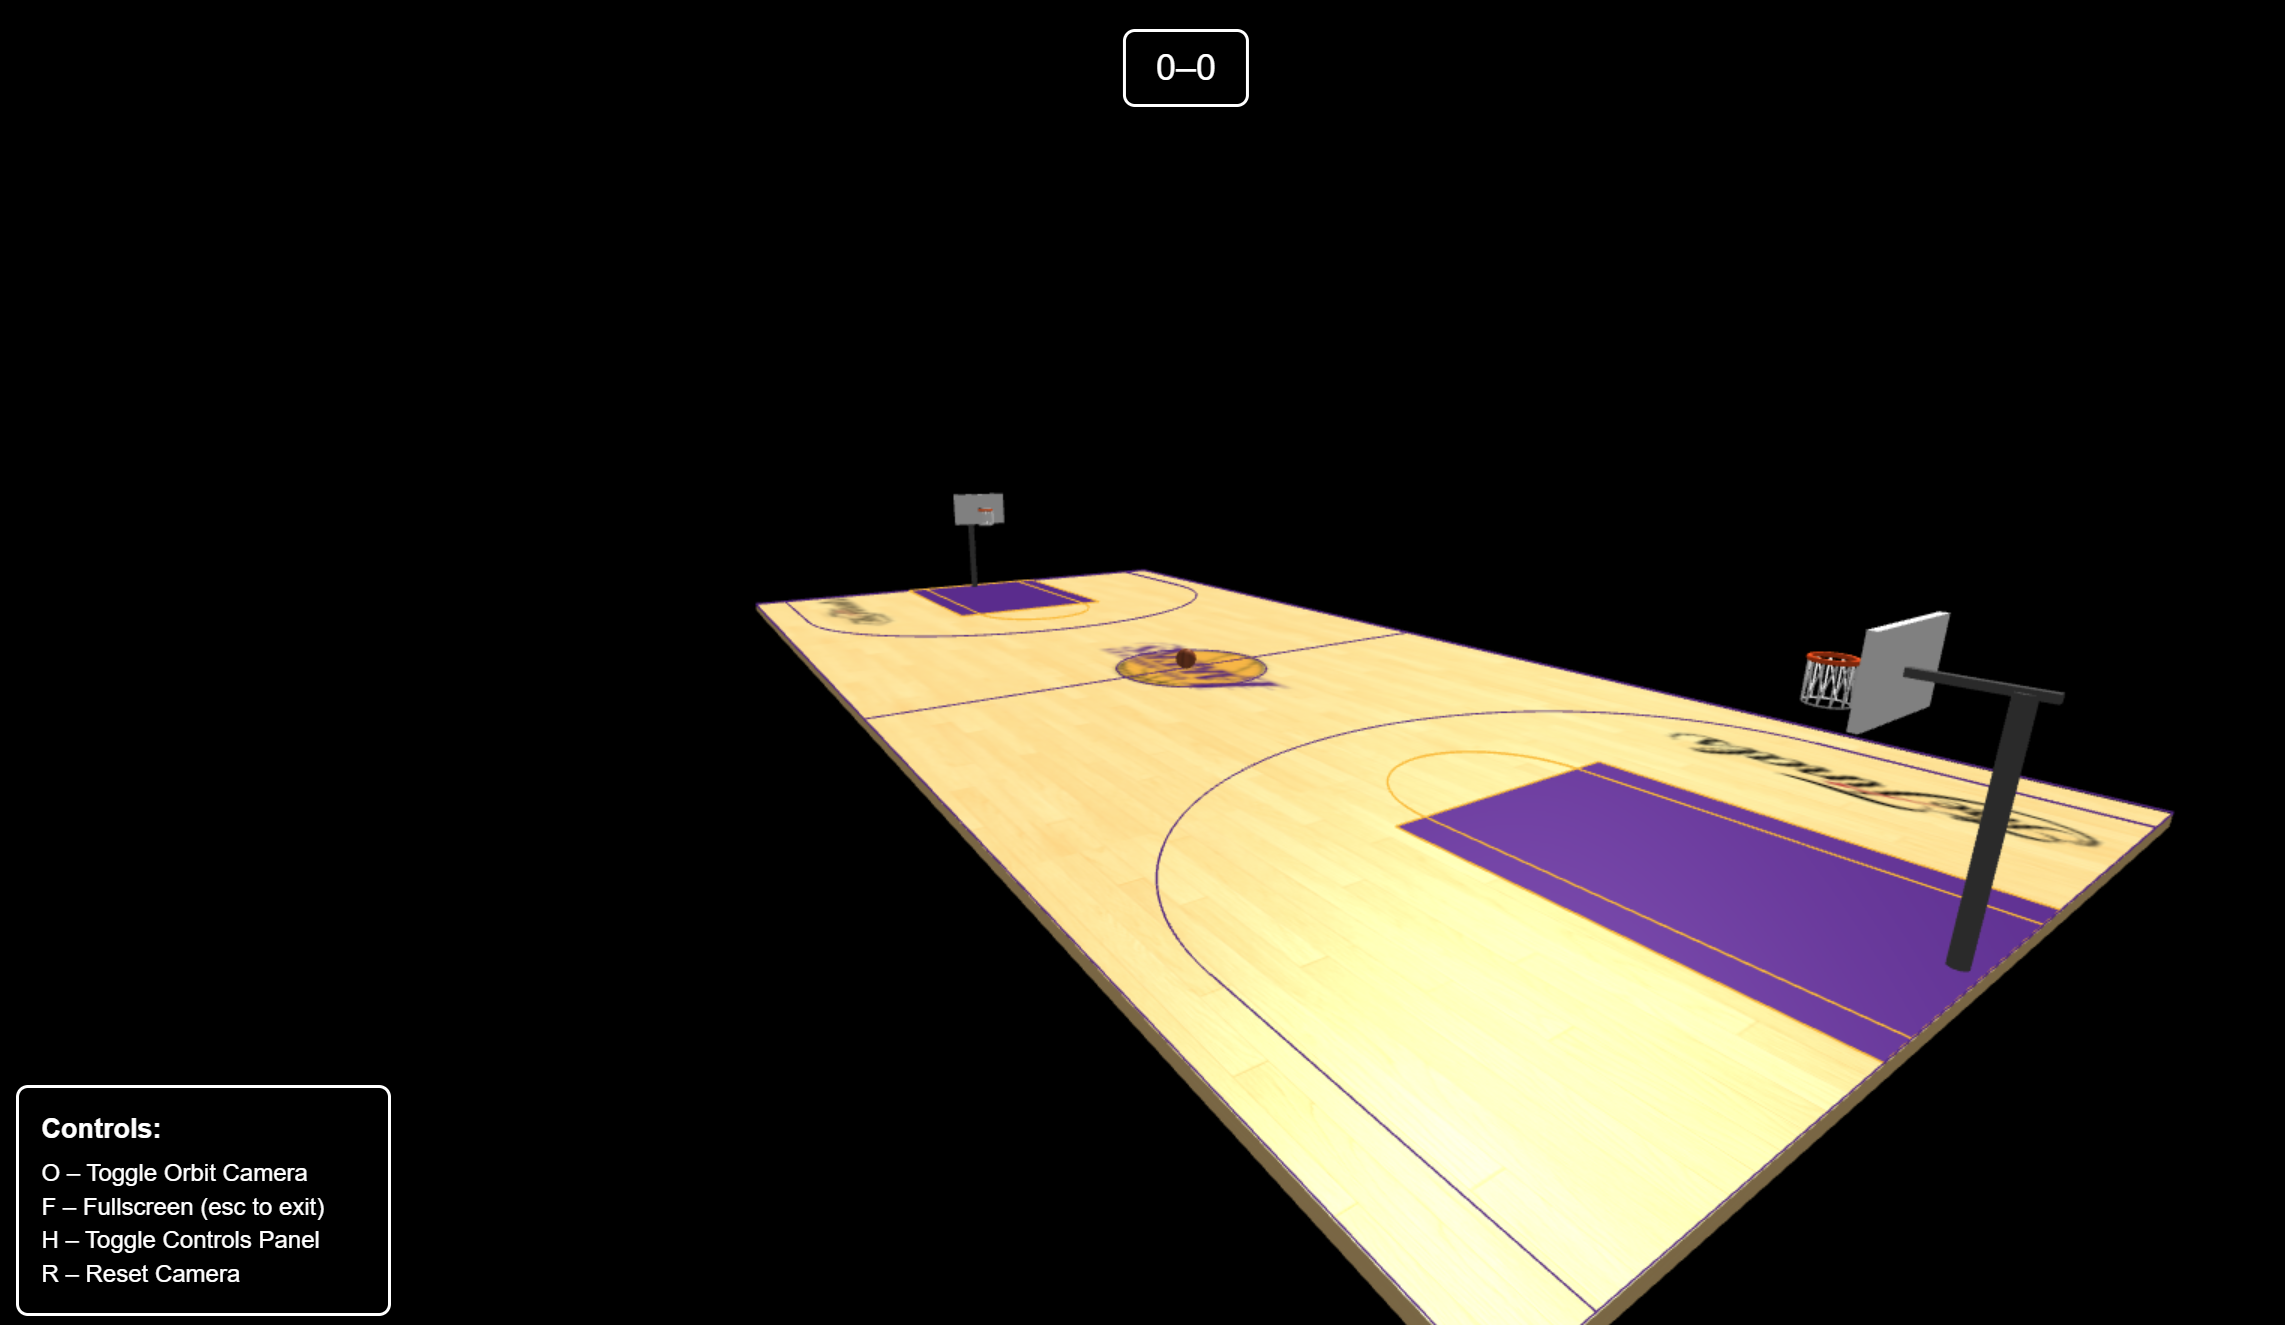 0–0
Controls:
O – Toggle Orbit Camera
F – Fullscreen (esc to exit)
H – Toggle Controls Panel
R – Reset Camera